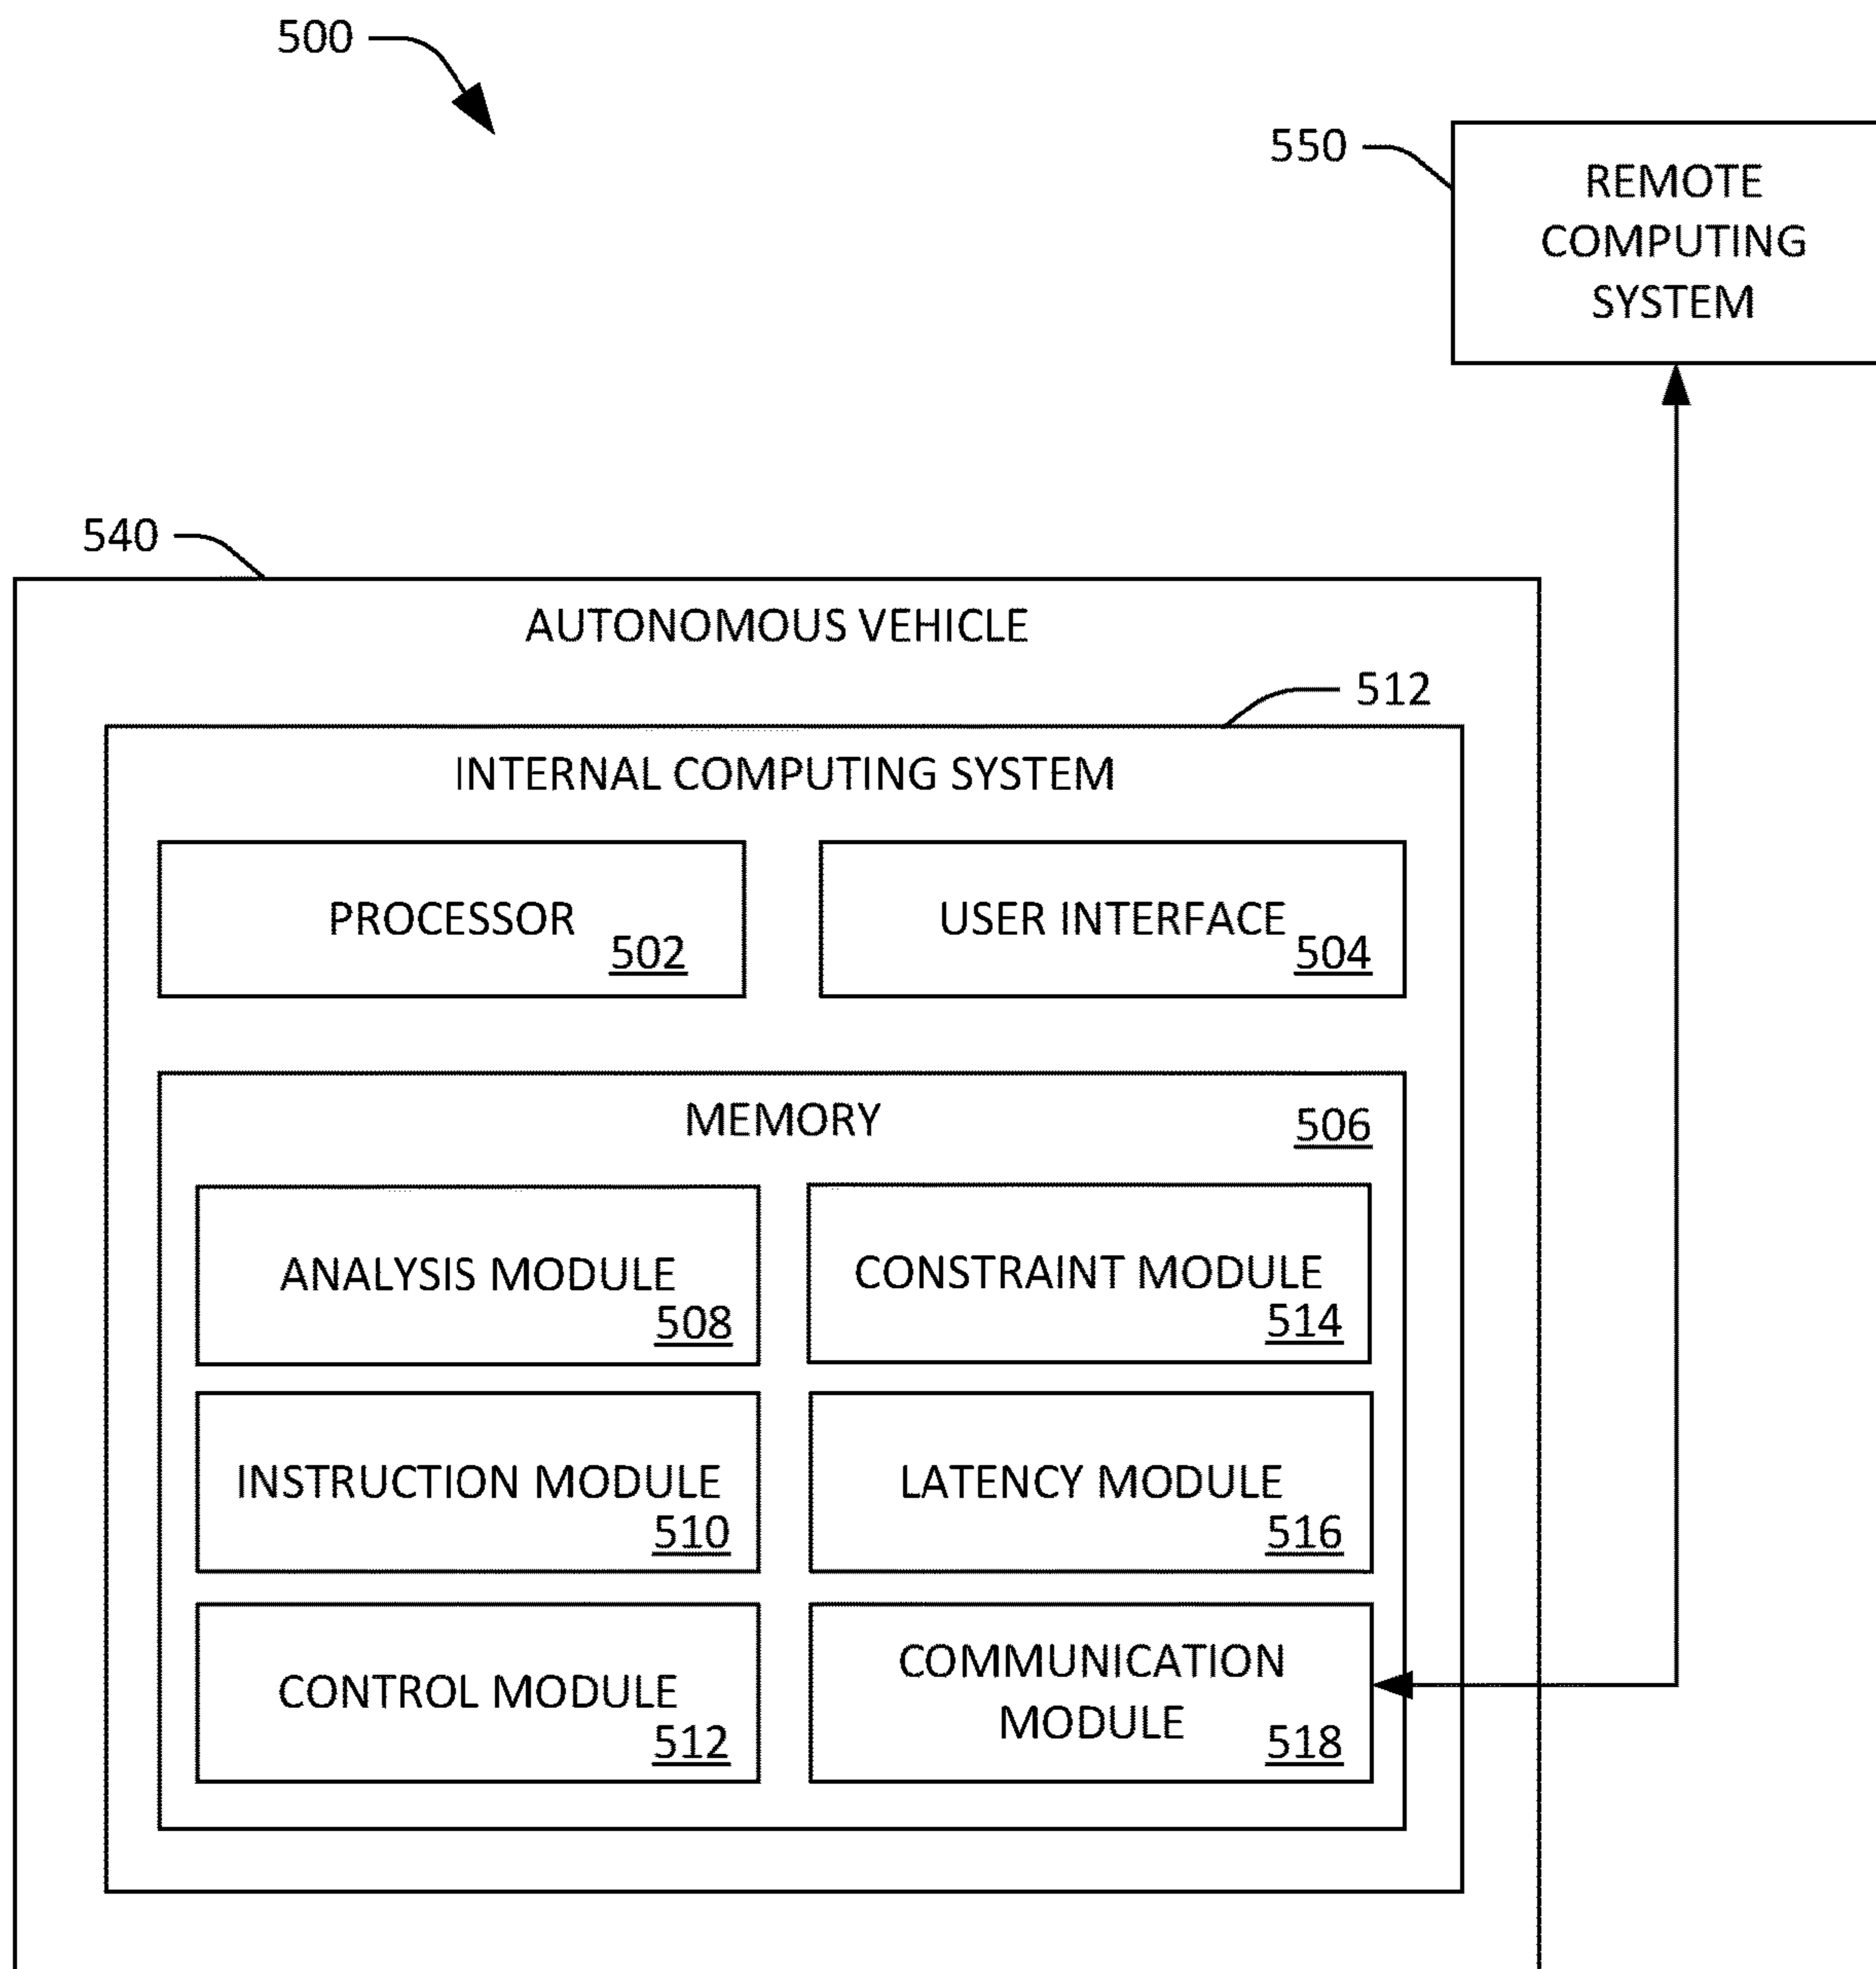 500
550
REMOTE
COMPUTING
SYSTEM
540
AUTONOMOUS VEHICLE
512
INTERNAL COMPUTING SYSTEM
PROCESSOR
502
USER INTERFACE
504
MEMORY
506
ANALYSIS MODULE
508
CONSTRAINT MODULE
514
INSTRUCTION MODULE
510
LATENCY MODULE
516
CONTROL MODULE
512
COMMUNICATION
MODULE
518